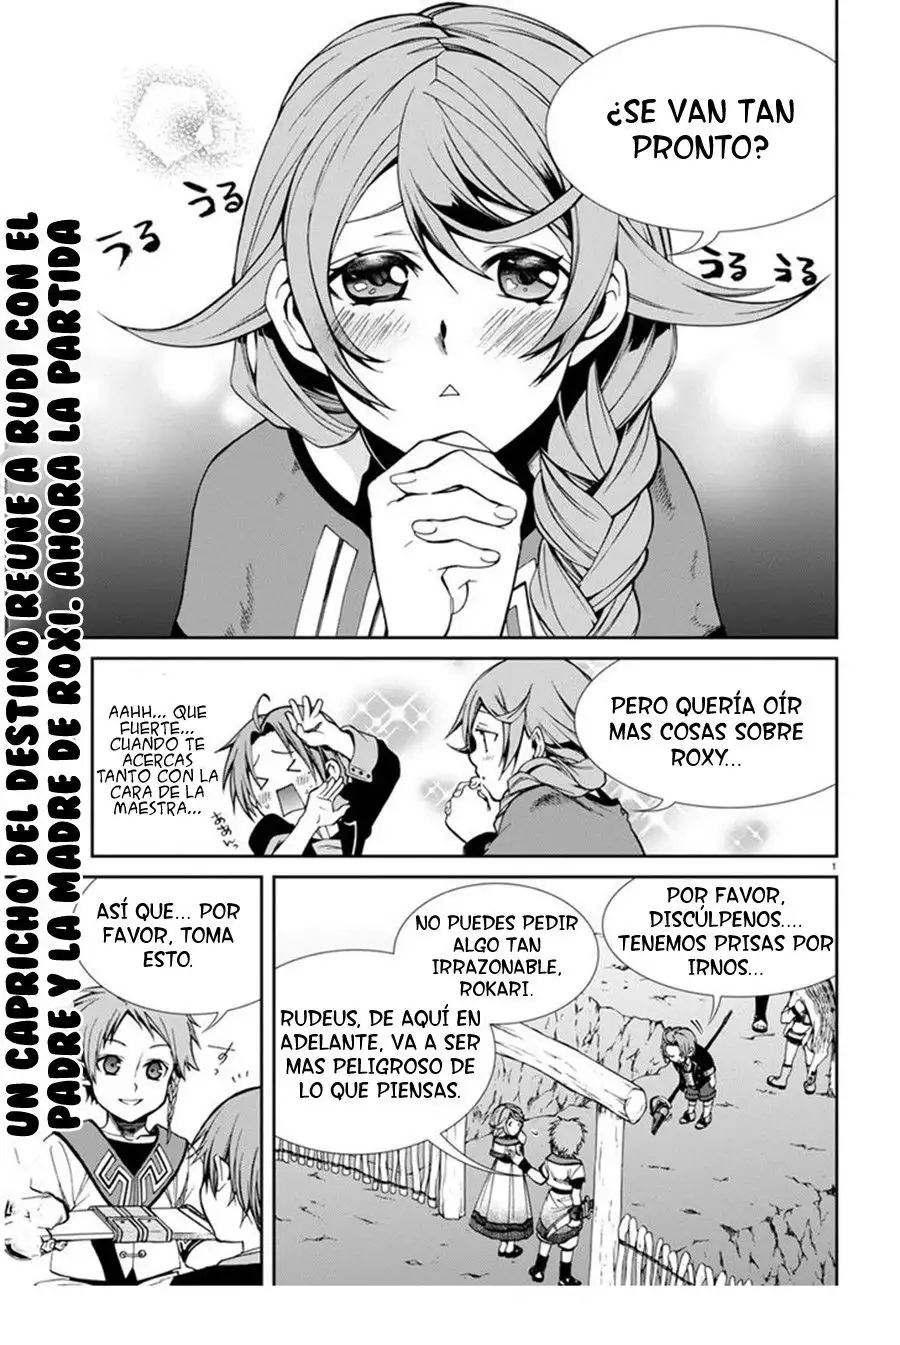 ¿SE VAN TAN
PRONTO?
うる うる
うる うる
UN CAPRICHO DEL DESTINO REUNE A RUDI CON EL
PADRE Y LA MADRE DE ROXI. AHORA LA PARTIDA
PERO QUERÍA OÍR
MAS COSAS SOBRE
ROXY...
AAHH... QUE
FUERTE...
CUANDO TE
ACERCAS
TANTO CON LA
CARA DE LA
MAESTRA...
1
POR FAVOR,
DISCÚLPENOS....
TENEMOS PRISAS POR
IRNOS...
NO PUEDES PEDIR
ALGO TAN
IRRAZONABLE,
ROKARI.
RUDEUS, DE AQUÍ EN
ADELANTE, VA A SER
MAS PELIGROSO DE
LO QUE PIENSAS.
ASÍ QUE... POR
FAVOR, TOMA
ESTO.